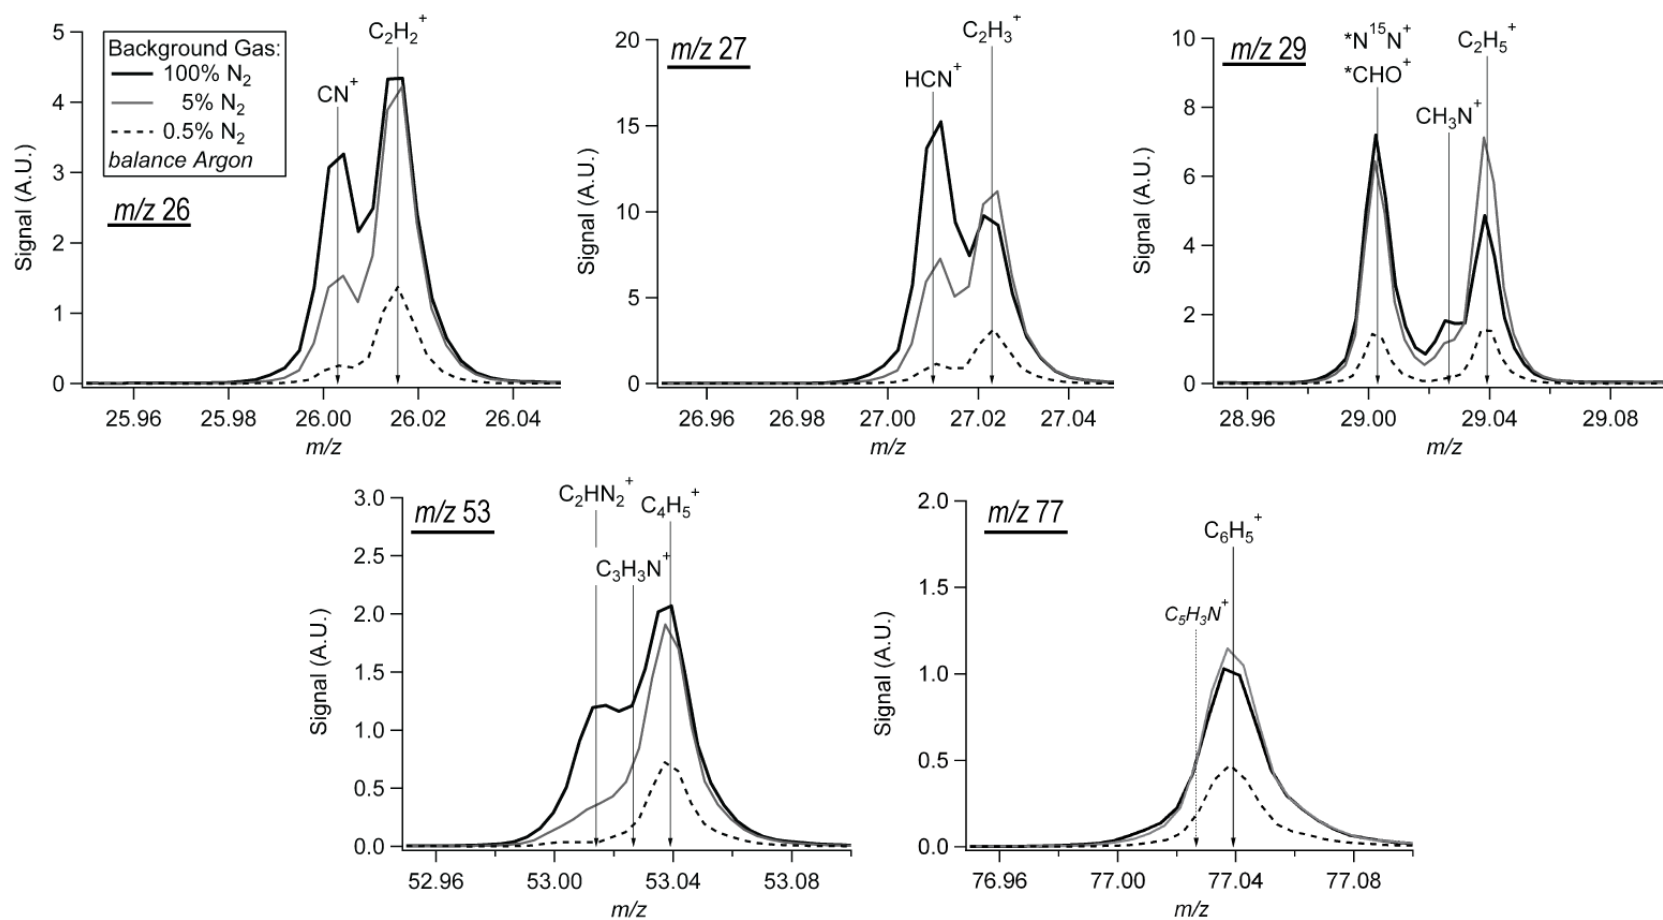 Background Gas:
100% N₂
5% N₂
0.5% N₂
balance Argon
m/z 26
CN⁺
C₂H₂⁺
Signal (A.U.)
5
4
3
2
1
0
25.96 25.98 26.00 26.02 26.04
m/z
m/z 27
HCN⁺
C₂H₃⁺
Signal (A.U.)
20
15
10
5
0
26.96 26.98 27.00 27.02 27.04
m/z
m/z 29
*N¹⁵N⁺
*CHO⁺
CH₃N⁺
C₂H₅⁺
Signal (A.U.)
10
8
6
4
2
0
28.96 29.00 29.04 29.08
m/z
m/z 53
C₂HN₂⁺
C₄H₅⁺
C₃H₃N⁺
Signal (A.U.)
3.0
2.5
2.0
1.5
1.0
0.5
0.0
52.96 53.00 53.04 53.08
m/z
m/z 77
C₆H₅⁺
C₅H₃N⁺
Signal (A.U.)
2.0
1.5
1.0
0.5
0.0
76.96 77.00 77.04 77.08
m/z